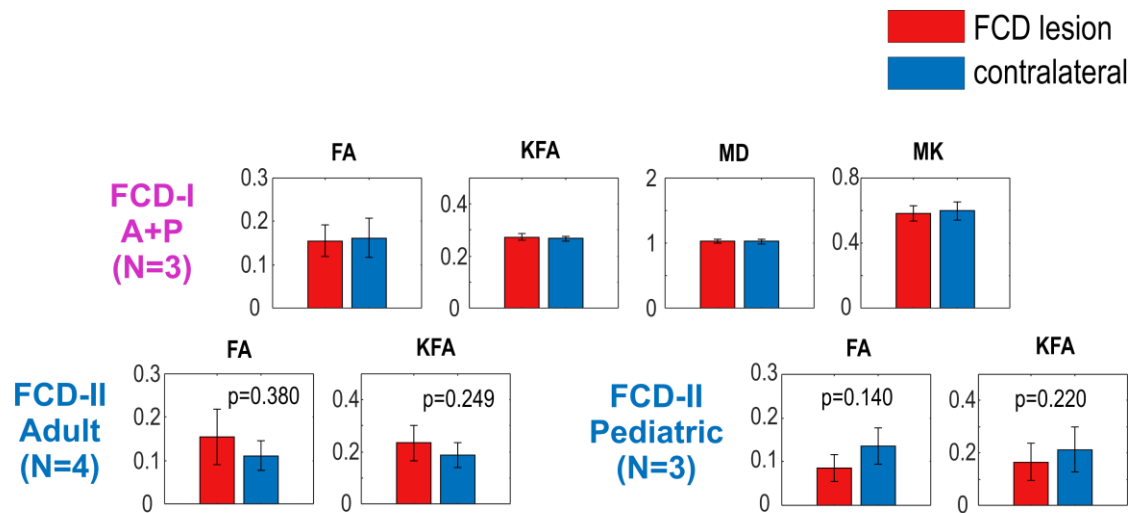 FCD lesion
contralateral
FCD-I
A+P
(N=3)
FA
0.3
0.2
0.1
0
KFA
0.4
0.2
0
MD
2
1
0
MK
0.8
0.4
0
FCD-II
Adult
(N=4)
FA
p=0.380
0.3
0.2
0.1
0
KFA
p=0.249
0.4
0.2
0
FCD-II
Pediatric
(N=3)
FA
p=0.140
0.3
0.2
0.1
0
KFA
p=0.220
0.4
0.2
0